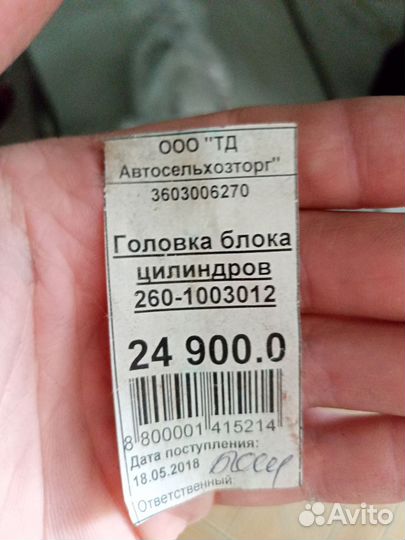 ООО "ТД
Автосельхозторг"
3603006270
Головка блока
цилиндров
260-1003012
24 900.0
8 800001 415214
Дата поступления:
18.05.2018
Ответственный
Avito